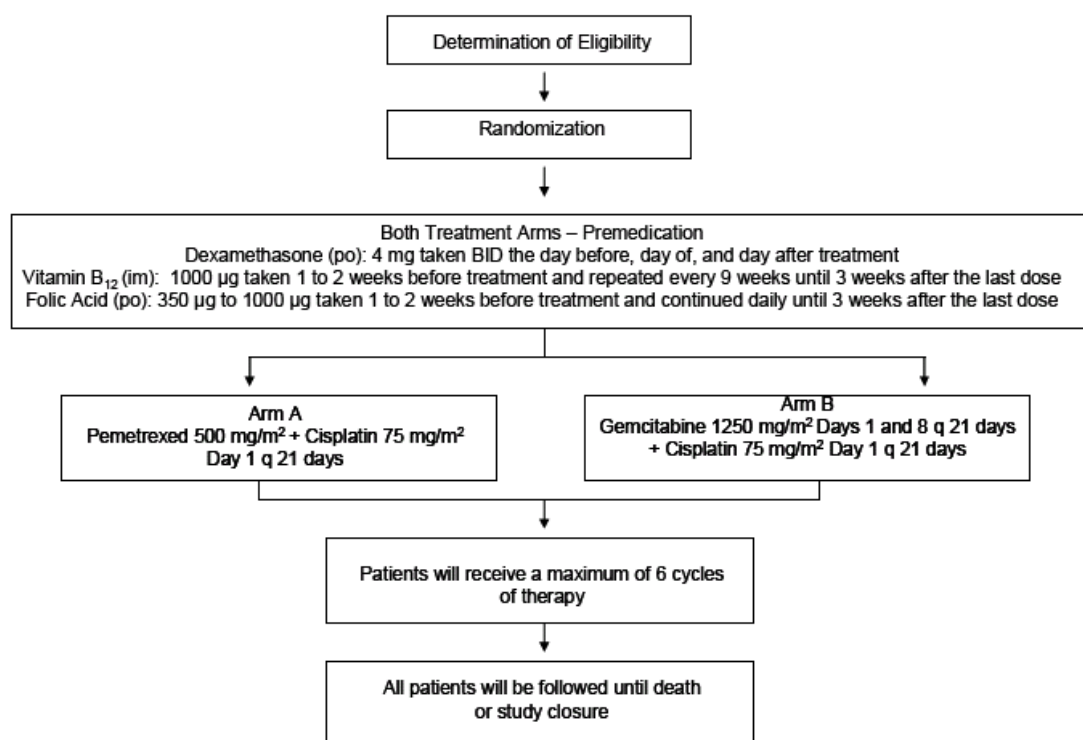 Determination of Eligibility
Randomization
Both Treatment Arms – Premedication
Dexamethasone (po): 4 mg taken BID the day before, day of, and day after treatment
Vitamin B₁₂ (im): 1000 µg taken 1 to 2 weeks before treatment and repeated every 9 weeks until 3 weeks after the last dose
Folic Acid (po): 350 µg to 1000 µg taken 1 to 2 weeks before treatment and continued daily until 3 weeks after the last dose
Arm A
Pemetrexed 500 mg/m² + Cisplatin 75 mg/m²
Day 1 q 21 days
Arm B
Gemcitabine 1250 mg/m² Days 1 and 8 q 21 days
+ Cisplatin 75 mg/m² Day 1 q 21 days
Patients will receive a maximum of 6 cycles
of therapy
All patients will be followed until death
or study closure